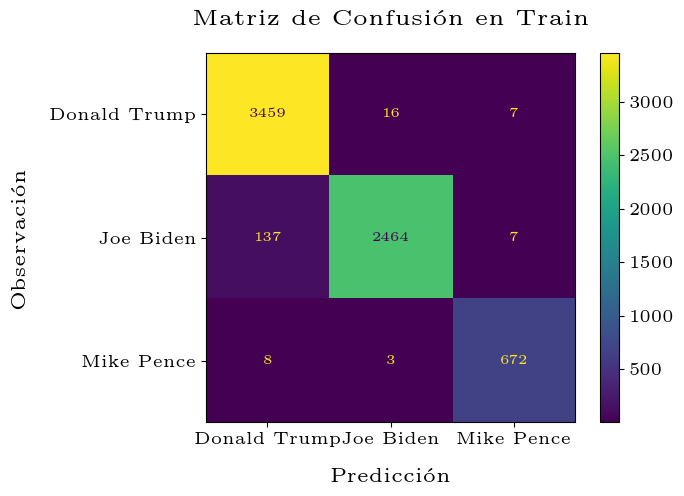 Matriz de Confusión en Train
Donald Trump 3459 16 7
Joe Biden 137 2464 7
Mike Pence 8 3 672
Observación
Donald Trump Joe Biden Mike Pence
Predicción
3000
2500
2000
1500
1000
500